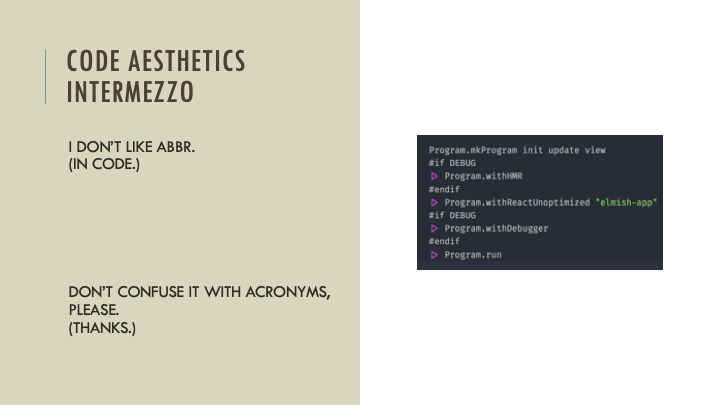 CODE AESTHETICS
INTERMEZZO
I DON'T LIKE ABBR.
(IN CODE.)
DON'T CONFUSE IT WITH ACRONYMS,
PLEASE.
(THANKS.)
Program.mkProgram init update view
#if DEBUG
▷ Program.withHMR
#endif
▷ Program.withReactUnoptimized "elmish-app"
#if DEBUG
▷ Program.withDebugger
#endif
▷ Program.run